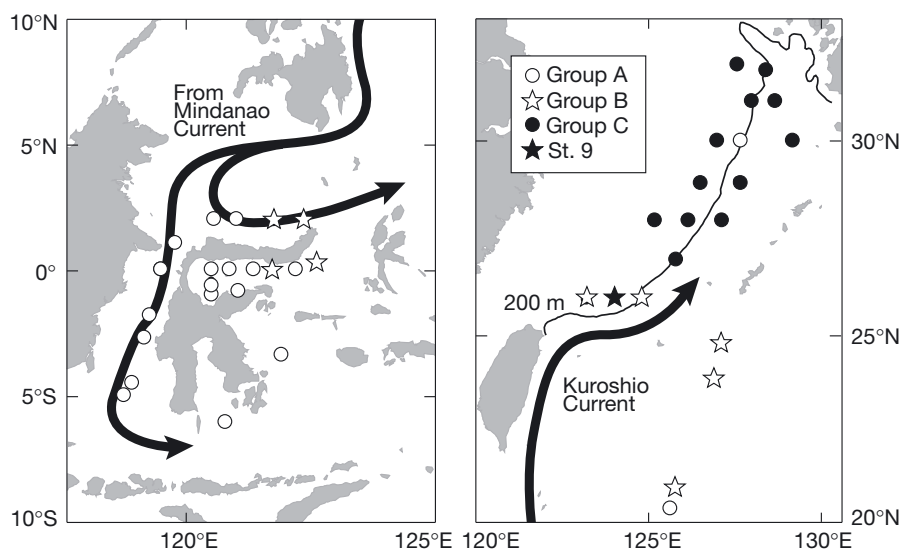 10°N
5°N
0°
5°S
10°S
120°E
125°E
From
Mindanao
Current
Group A
Group B
Group C
St. 9
200 m
Kuroshio
Current
30°N
25°N
20°N
120°E
125°E
130°E